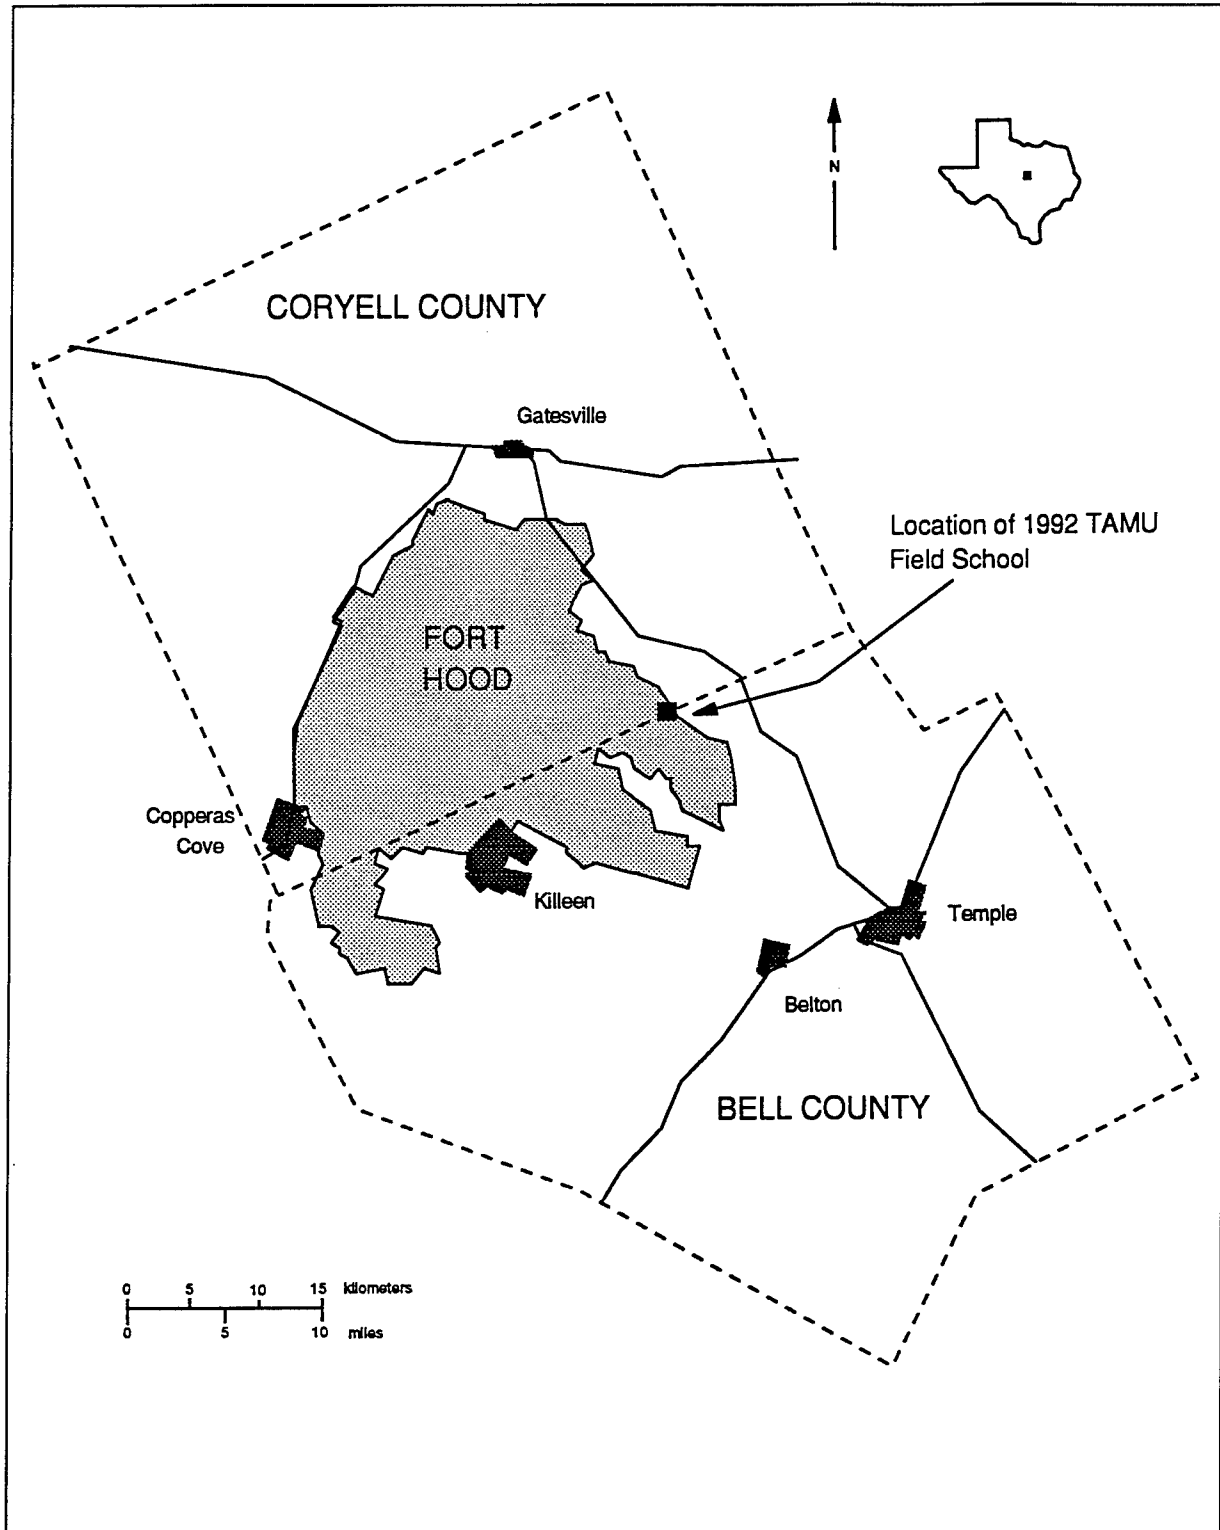 N
CORYELL COUNTY
Gatesville
Location of 1992 TAMU
Field School
FORT
HOOD
Copperas
Cove
Killeen
Temple
Belton
BELL COUNTY
0 5 10 15 kilometers
0 5 10 miles